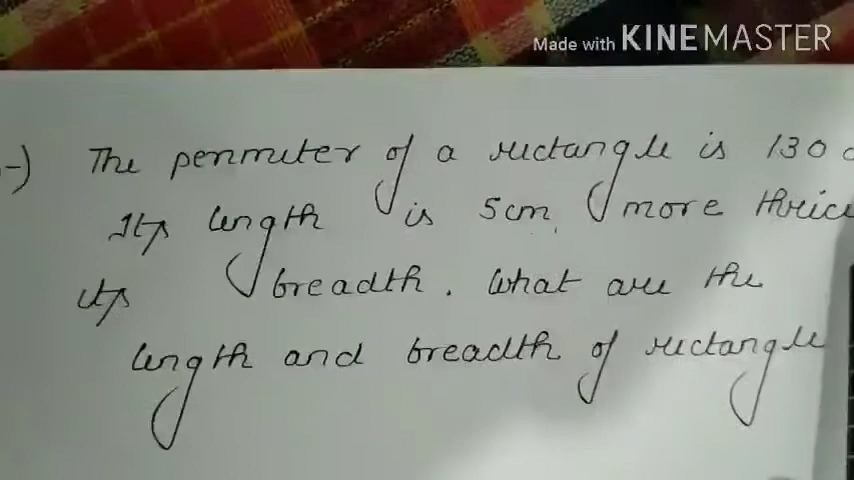 Made with KINEMASTER
-) The perimeter of a rectangle is 130
Its length is 5cm more thrice
its breadth. What are the
length and breadth of rectangle